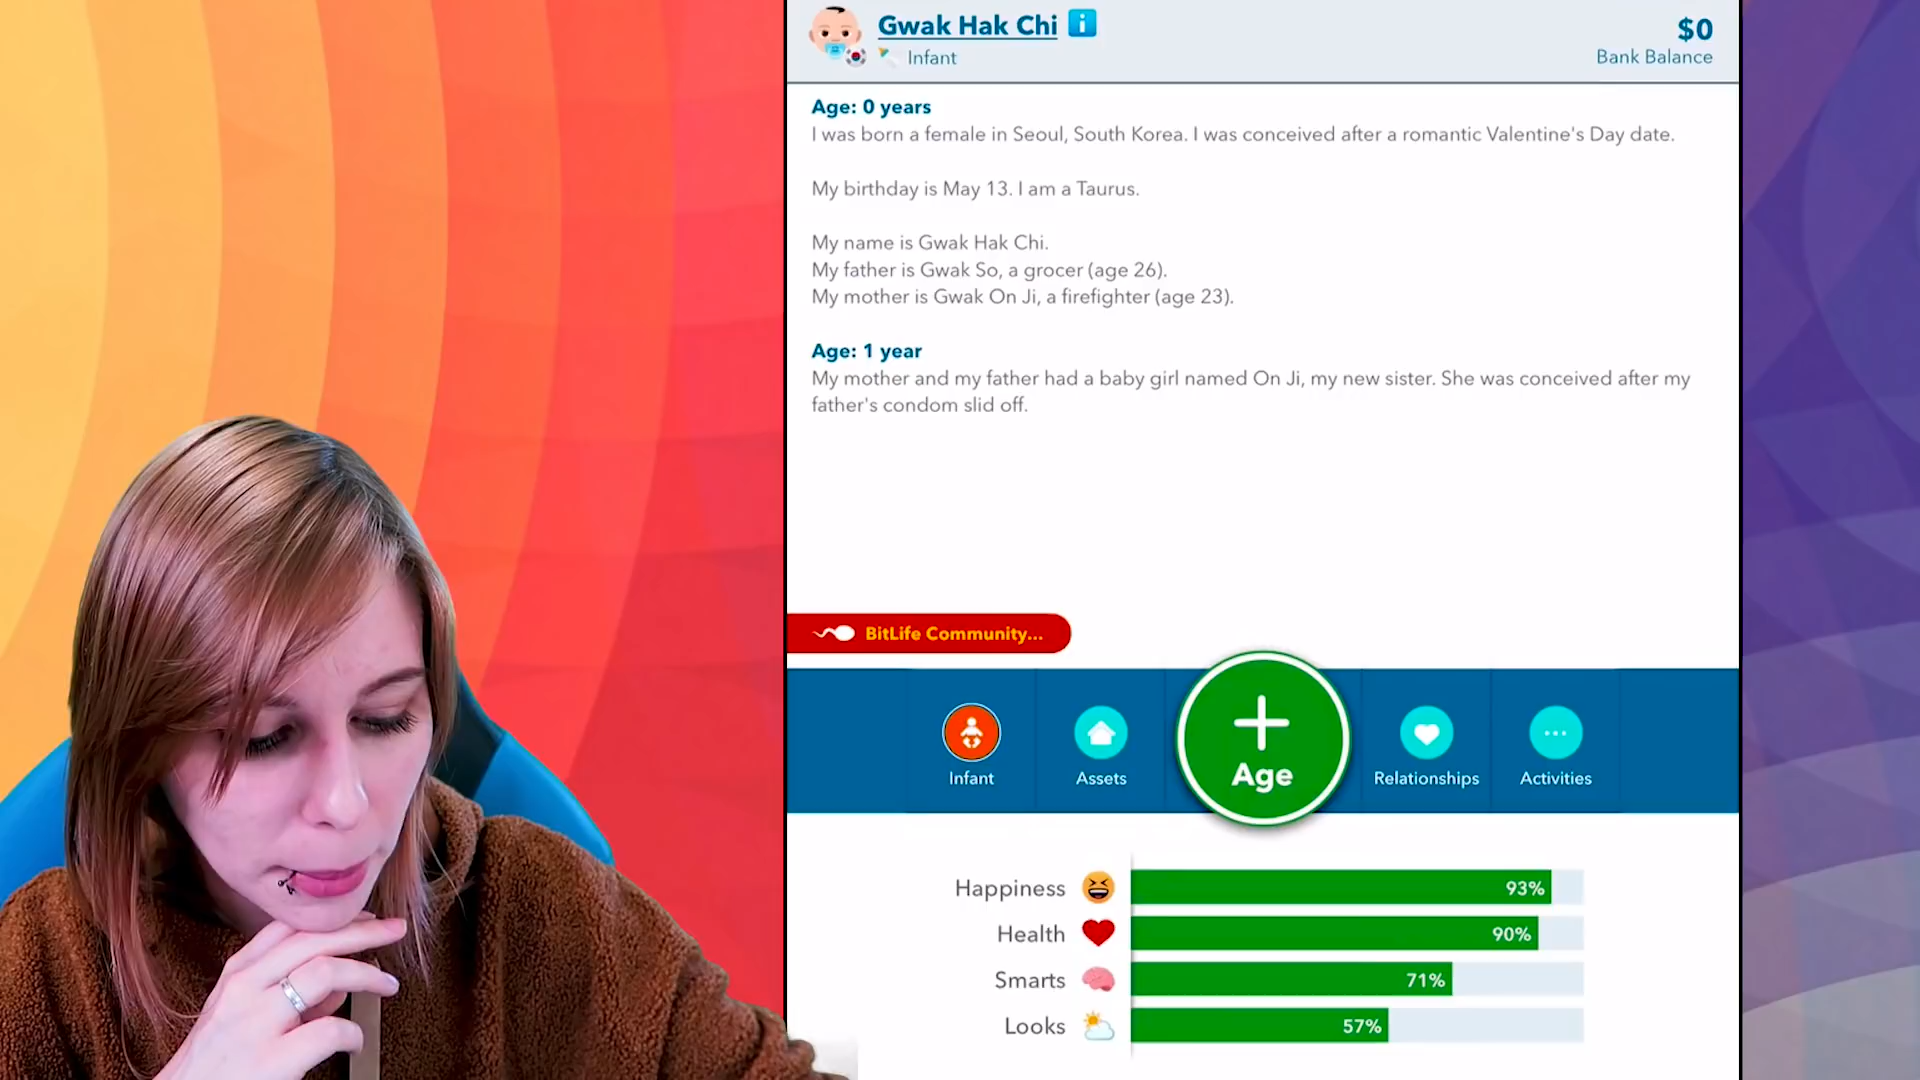 Gwak Hak Chi
Infant
$0
Bank Balance
Age: 0 years
I was born a female in Seoul, South Korea. I was conceived after a romantic Valentine's Day date.
My birthday is May 13. I am a Taurus.
My name is Gwak Hak Chi.
My father is Gwak So, a grocer (age 26).
My mother is Gwak On Ji, a firefighter (age 23).
Age: 1 year
My mother and my father had a baby girl named On Ji, my new sister. She was conceived after my
father's condom slid off.
BitLife Community...
Infant
Assets
Age
Relationships
Activities
Happiness 93%
Health 90%
Smarts 71%
Looks 57%